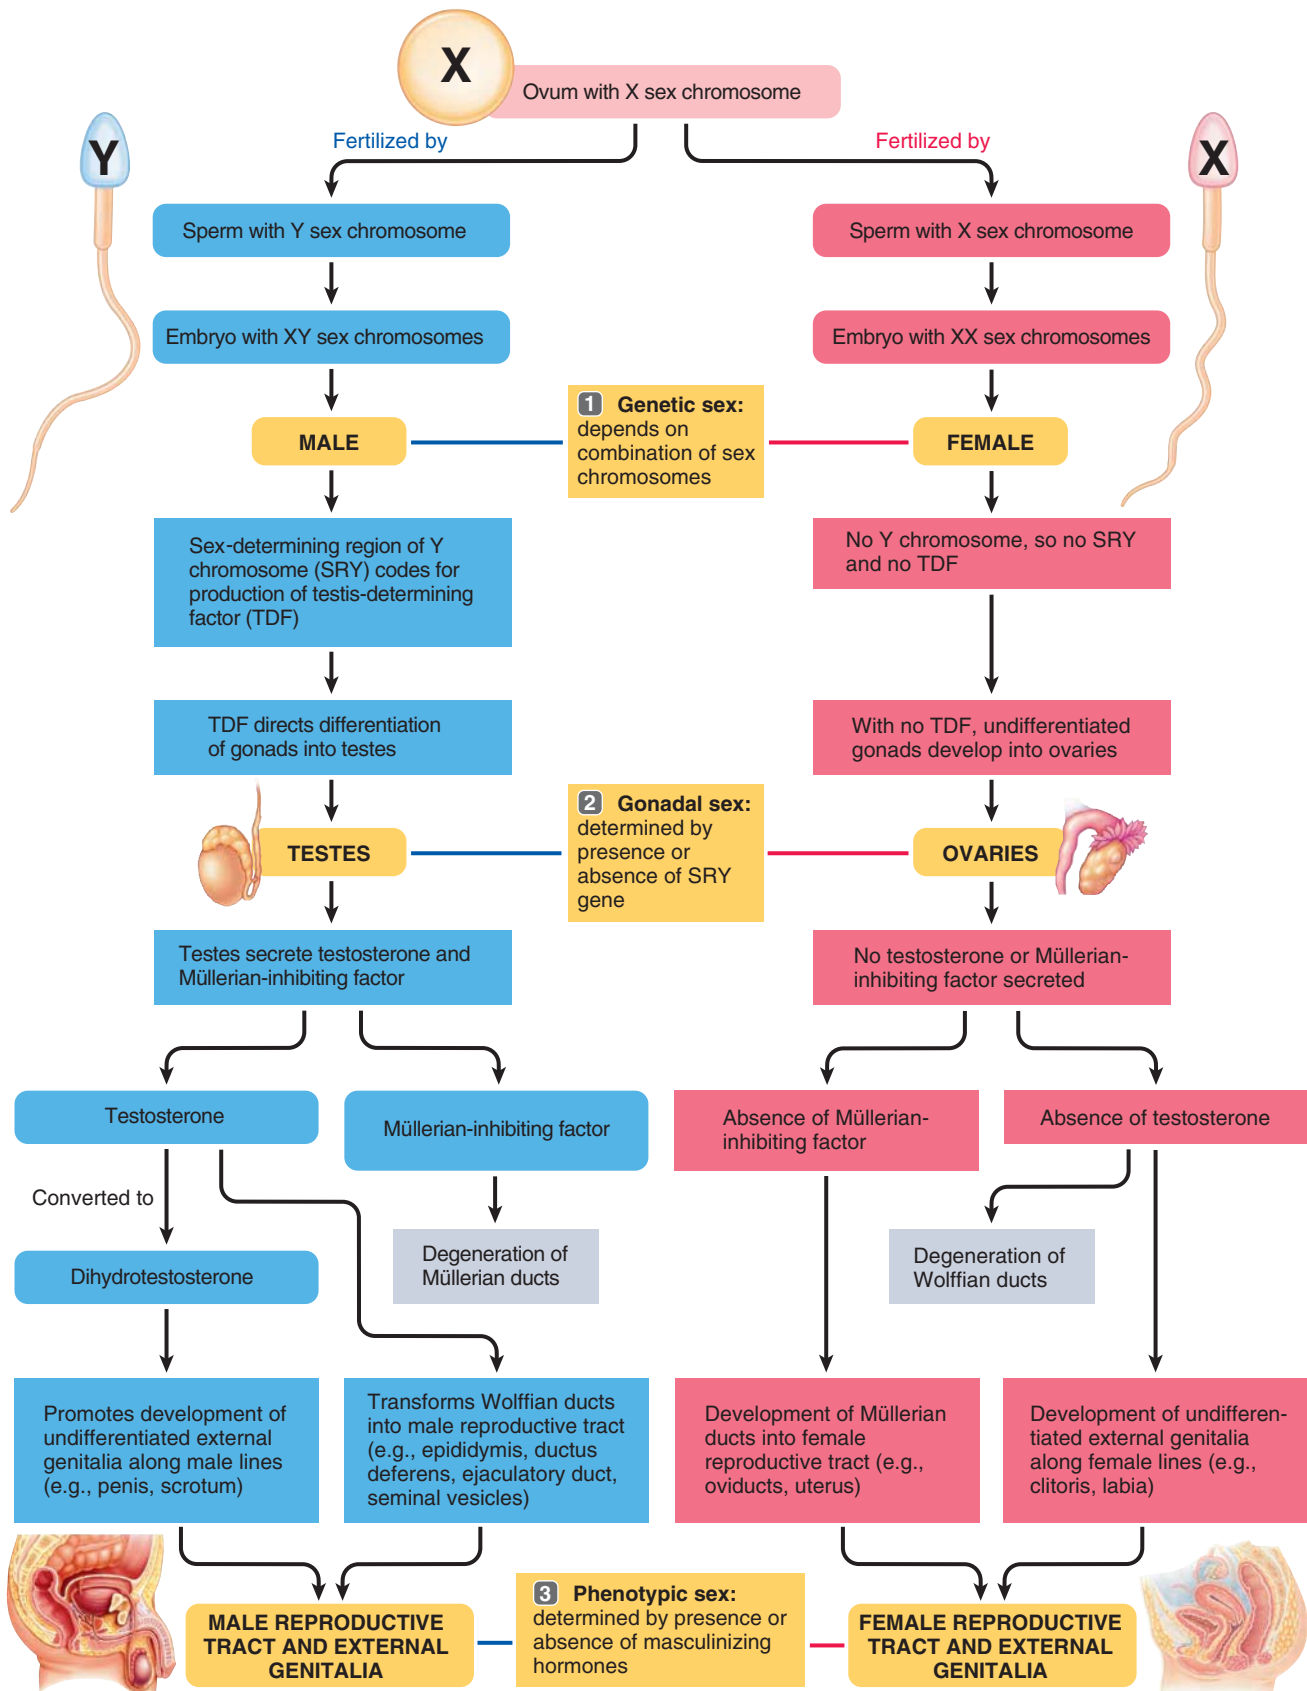 X
Ovum with X sex chromosome
Fertilized by
Fertilized by
Y
X
Sperm with Y sex chromosome
Sperm with X sex chromosome
Embryo with XY sex chromosomes
Embryo with XX sex chromosomes
1 Genetic sex:
depends on
combination of sex
chromosomes
MALE
FEMALE
Sex-determining region of Y
chromosome (SRY) codes for
production of testis-determining
factor (TDF)
No Y chromosome, so no SRY
and no TDF
TDF directs differentiation
of gonads into testes
With no TDF, undifferentiated
gonads develop into ovaries
2 Gonadal sex:
determined by
presence or
absence of SRY
gene
TESTES
OVARIES
Testes secrete testosterone and
Müllerian-inhibiting factor
No testosterone or Müllerian-
inhibiting factor secreted
Testosterone
Müllerian-inhibiting factor
Absence of Müllerian-
inhibiting factor
Absence of testosterone
Converted to
Dihydrotestosterone
Degeneration of
Müllerian ducts
Degeneration of
Wolffian ducts
Promotes development of
undifferentiated external
genitalia along male lines
(e.g., penis, scrotum)
Transforms Wolffian ducts
into male reproductive tract
(e.g., epididymis, ductus
deferens, ejaculatory duct,
seminal vesicles)
Development of Müllerian
ducts into female
reproductive tract (e.g.,
oviducts, uterus)
Development of undifferen-
tiated external genitalia
along female lines (e.g.,
clitoris, labia)
MALE REPRODUCTIVE
TRACT AND EXTERNAL
GENITALIA
3 Phenotypic sex:
determined by presence or
absence of masculinizing
hormones
FEMALE REPRODUCTIVE
TRACT AND EXTERNAL
GENITALIA